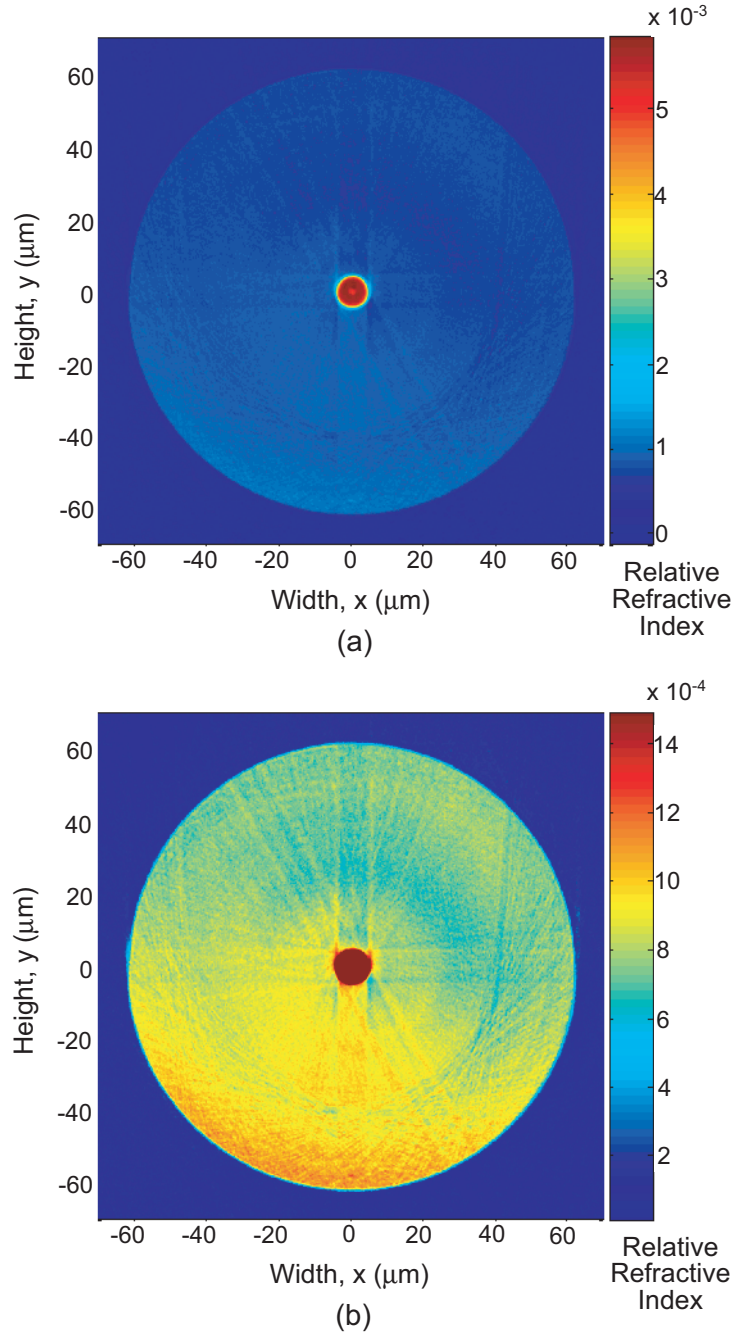 x 10-3
60
40
20
0
-20
-40
-60
Height, y (μm)
-60 -40 -20 0 20 40 60
Width, x (μm)
5
4
3
2
1
0
Relative
Refractive
Index
(a)
x 10-4
60
40
20
0
-20
-40
-60
Height, y (μm)
-60 -40 -20 0 20 40 60
Width, x (μm)
14
12
10
8
6
4
2
Relative
Refractive
Index
(b)